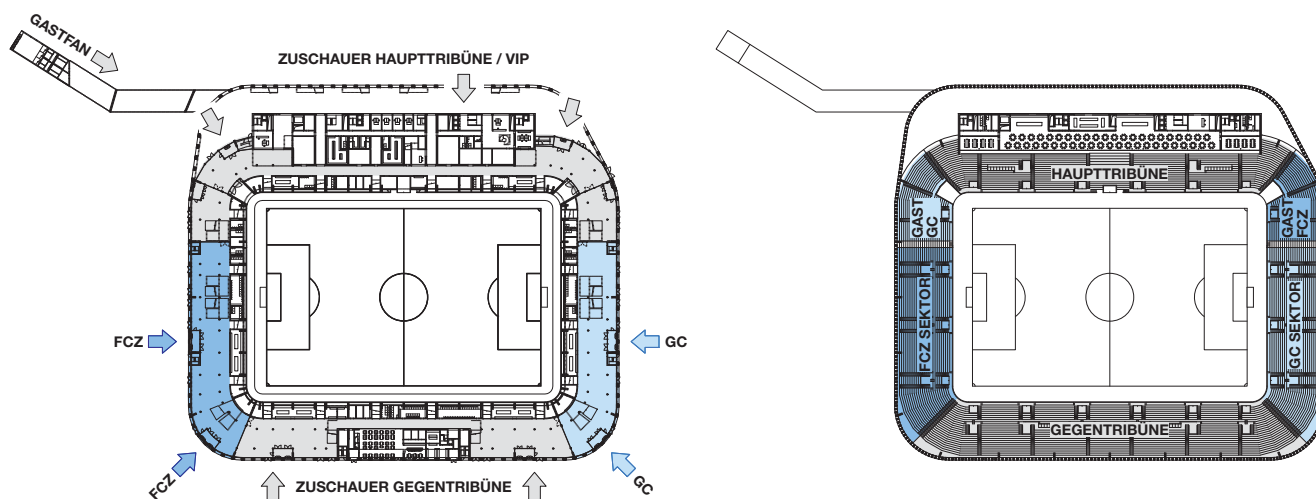 GASTFAN
ZUSCHAUER HAUPTTRIBÜNE / VIP
FCZ
GC
FCZ
GC
ZUSCHAUER GEGENTRIBÜNE
HAUPTTRIBÜNE
GAST
GC
GAST
FCZ
FCZ SEKTOR
GC SEKTOR
GEGENTRIBÜNE